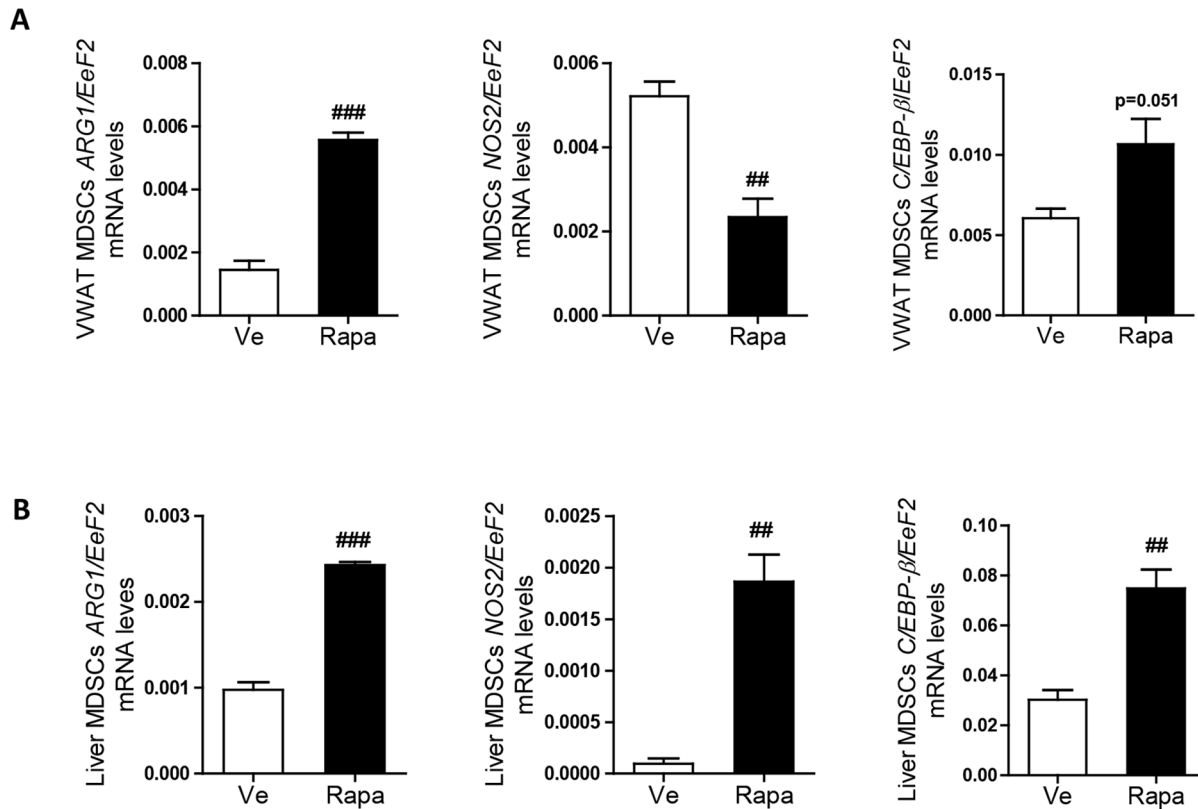 A
VWAT MDSCs ARG1/EeF2
mRNA levels
0.008
0.006
0.004
0.002
0.000
###
Ve Rapa
VWAT MDSCs NOS2/EeF2
mRNA levels
0.006
0.004
0.002
0.000
##
Ve Rapa
VWAT MDSCs C/EBP-β/EeF2
mRNA levels
0.015
0.010
0.005
0.000
p=0.051
Ve Rapa
B
Liver MDSCs ARG1/EeF2
mRNA leves
0.003
0.002
0.001
0.000
###
Ve Rapa
Liver MDSCs NOS2/EeF2
mRNA levels
0.0025
0.0020
0.0015
0.0010
0.0005
0.0000
##
Ve Rapa
Liver MDSCs C/EBP-β/EeF2
mRNA levels
0.10
0.08
0.06
0.04
0.02
0.00
##
Ve Rapa